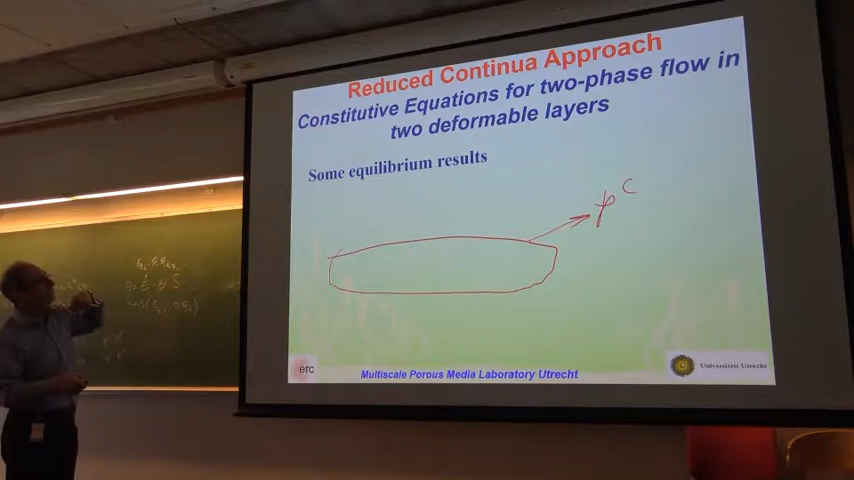 Reduced Continua Approach
Constitutive Equations for two-phase flow in
two deformable layers
Some equilibrium results
p^c
erc
Multiscale Porous Media Laboratory Utrecht
Universiteit Utrecht